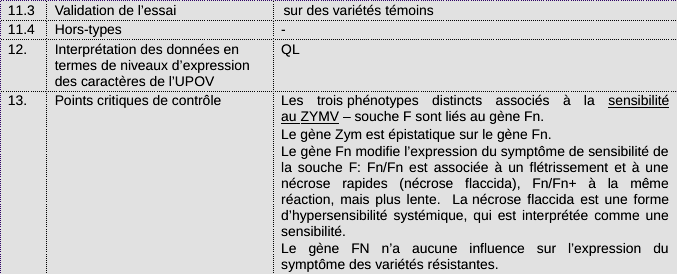 11.3 Validation de l'essai sur des variétés témoins
11.4 Hors-types -
12. Interprétation des données en QL
termes de niveaux d'expression
des caractères de l'UPOV
13. Points critiques de contrôle Les trois phénotypes distincts associés à la sensibilité
au ZYMV – souche F sont liés au gène Fn.
Le gène Zym est épistatique sur le gène Fn.
Le gène Fn modifie l'expression du symptôme de sensibilité de
la souche F: Fn/Fn est associée à un flétrissement et à une
nécrose rapides (nécrose flaccida), Fn/Fn+ à la même
réaction, mais plus lente. La nécrose flaccida est une forme
d'hypersensibilité systémique, qui est interprétée comme une
sensibilité.
Le gène FN n'a aucune influence sur l'expression du
symptôme des variétés résistantes.